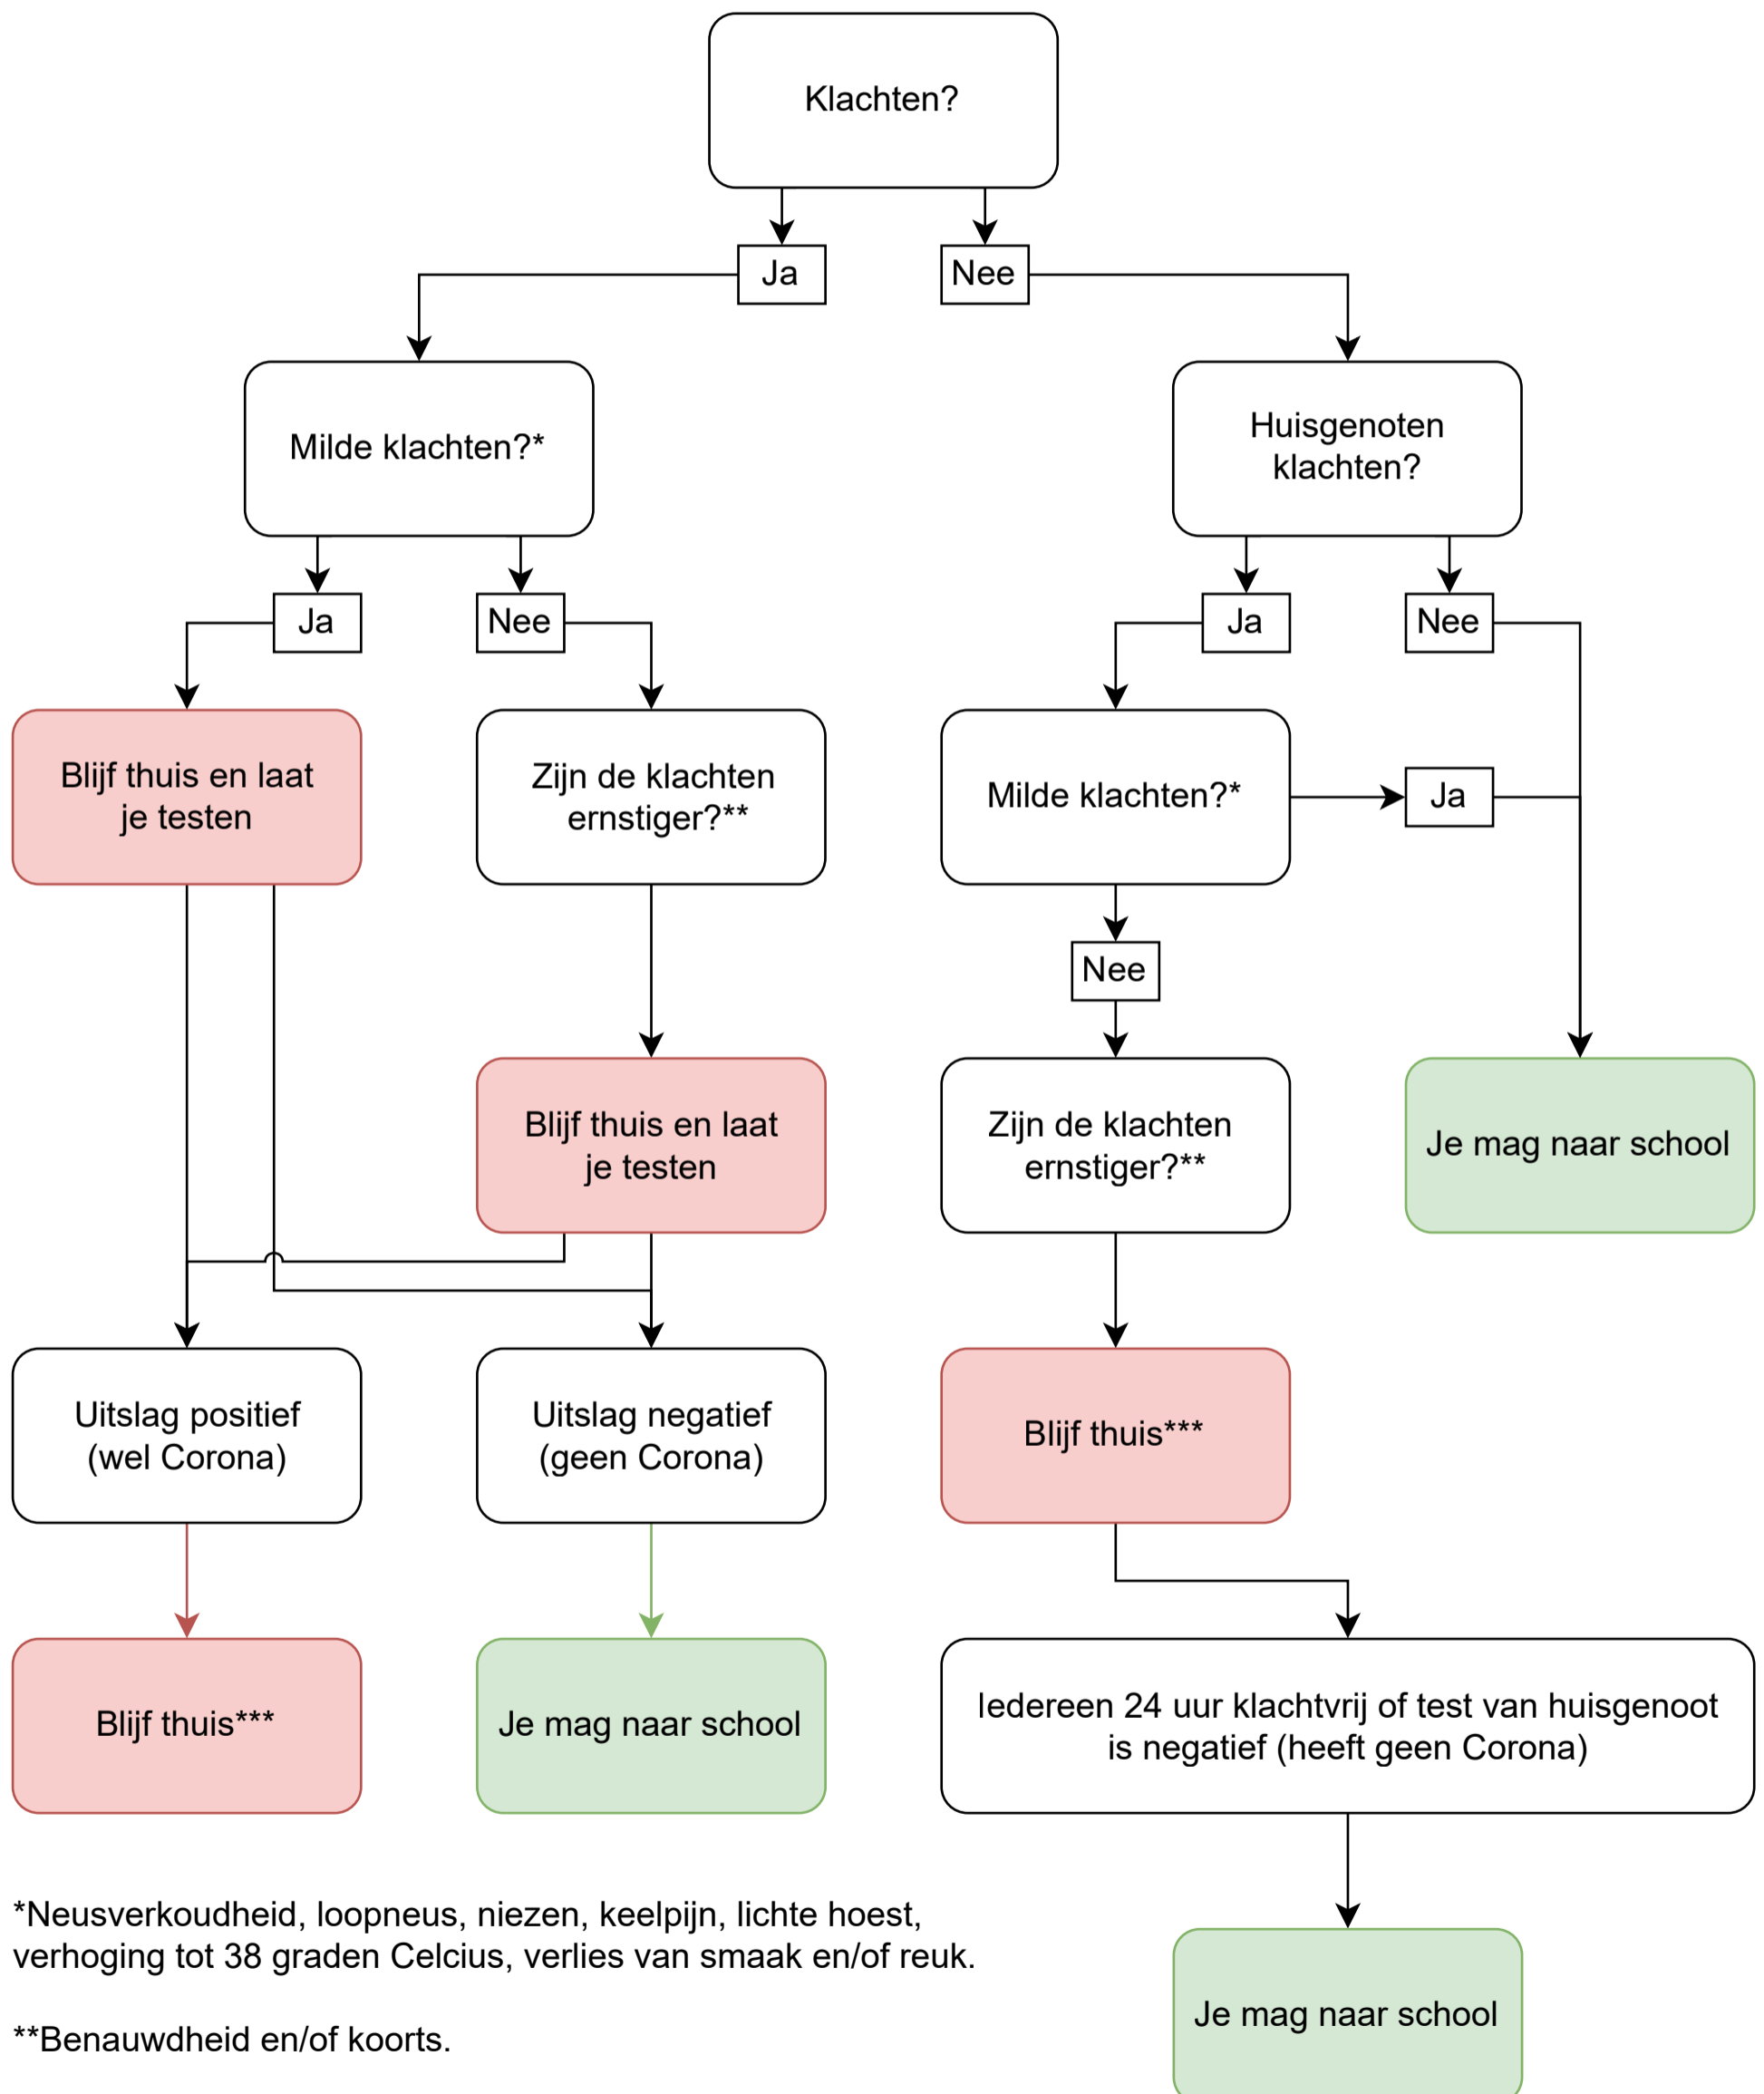 Klachten?
Ja
Nee
Milde klachten?*
Huisgenoten
klachten?
Ja
Nee
Ja
Nee
Blijf thuis en laat
je testen
Zijn de klachten
ernstiger?**
Milde klachten?*
Ja
Nee
Blijf thuis en laat
je testen
Zijn de klachten
ernstiger?**
Je mag naar school
Uitslag positief
(wel Corona)
Uitslag negatief
(geen Corona)
Blijf thuis***
Blijf thuis***
Je mag naar school
Iedereen 24 uur klachtvrij of test van huisgenoot
is negatief (heeft geen Corona)
*Neusverkoudheid, loopneus, niezen, keelpijn, lichte hoest,
verhoging tot 38 graden Celcius, verlies van smaak en/of reuk.
Je mag naar school
**Benauwdheid en/of koorts.